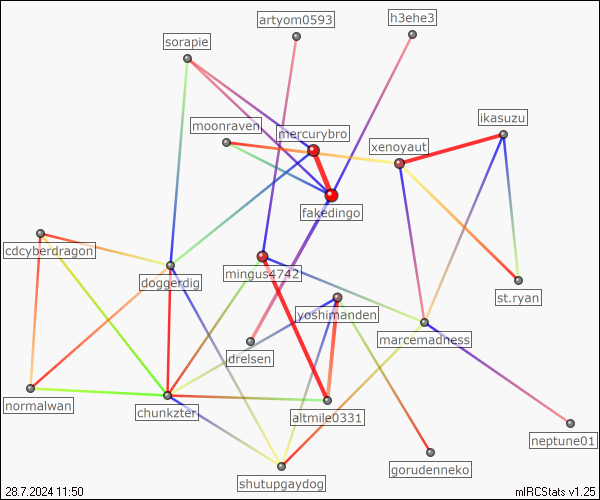 artyom0593
h3ehe3
sorapie
ikasuzu
moonraven
mercurybro
xenoyaut
fakedingo
cdcyberdragon
doggerdig
mingus4742
st.ryan
yoshimanden
marcemadness
drelsen
normalwan
chunkzter
altmile0331
neptune01
gorudenneko
shutupgaydog
28.7.2024 11:50
mIRCStats v1.25